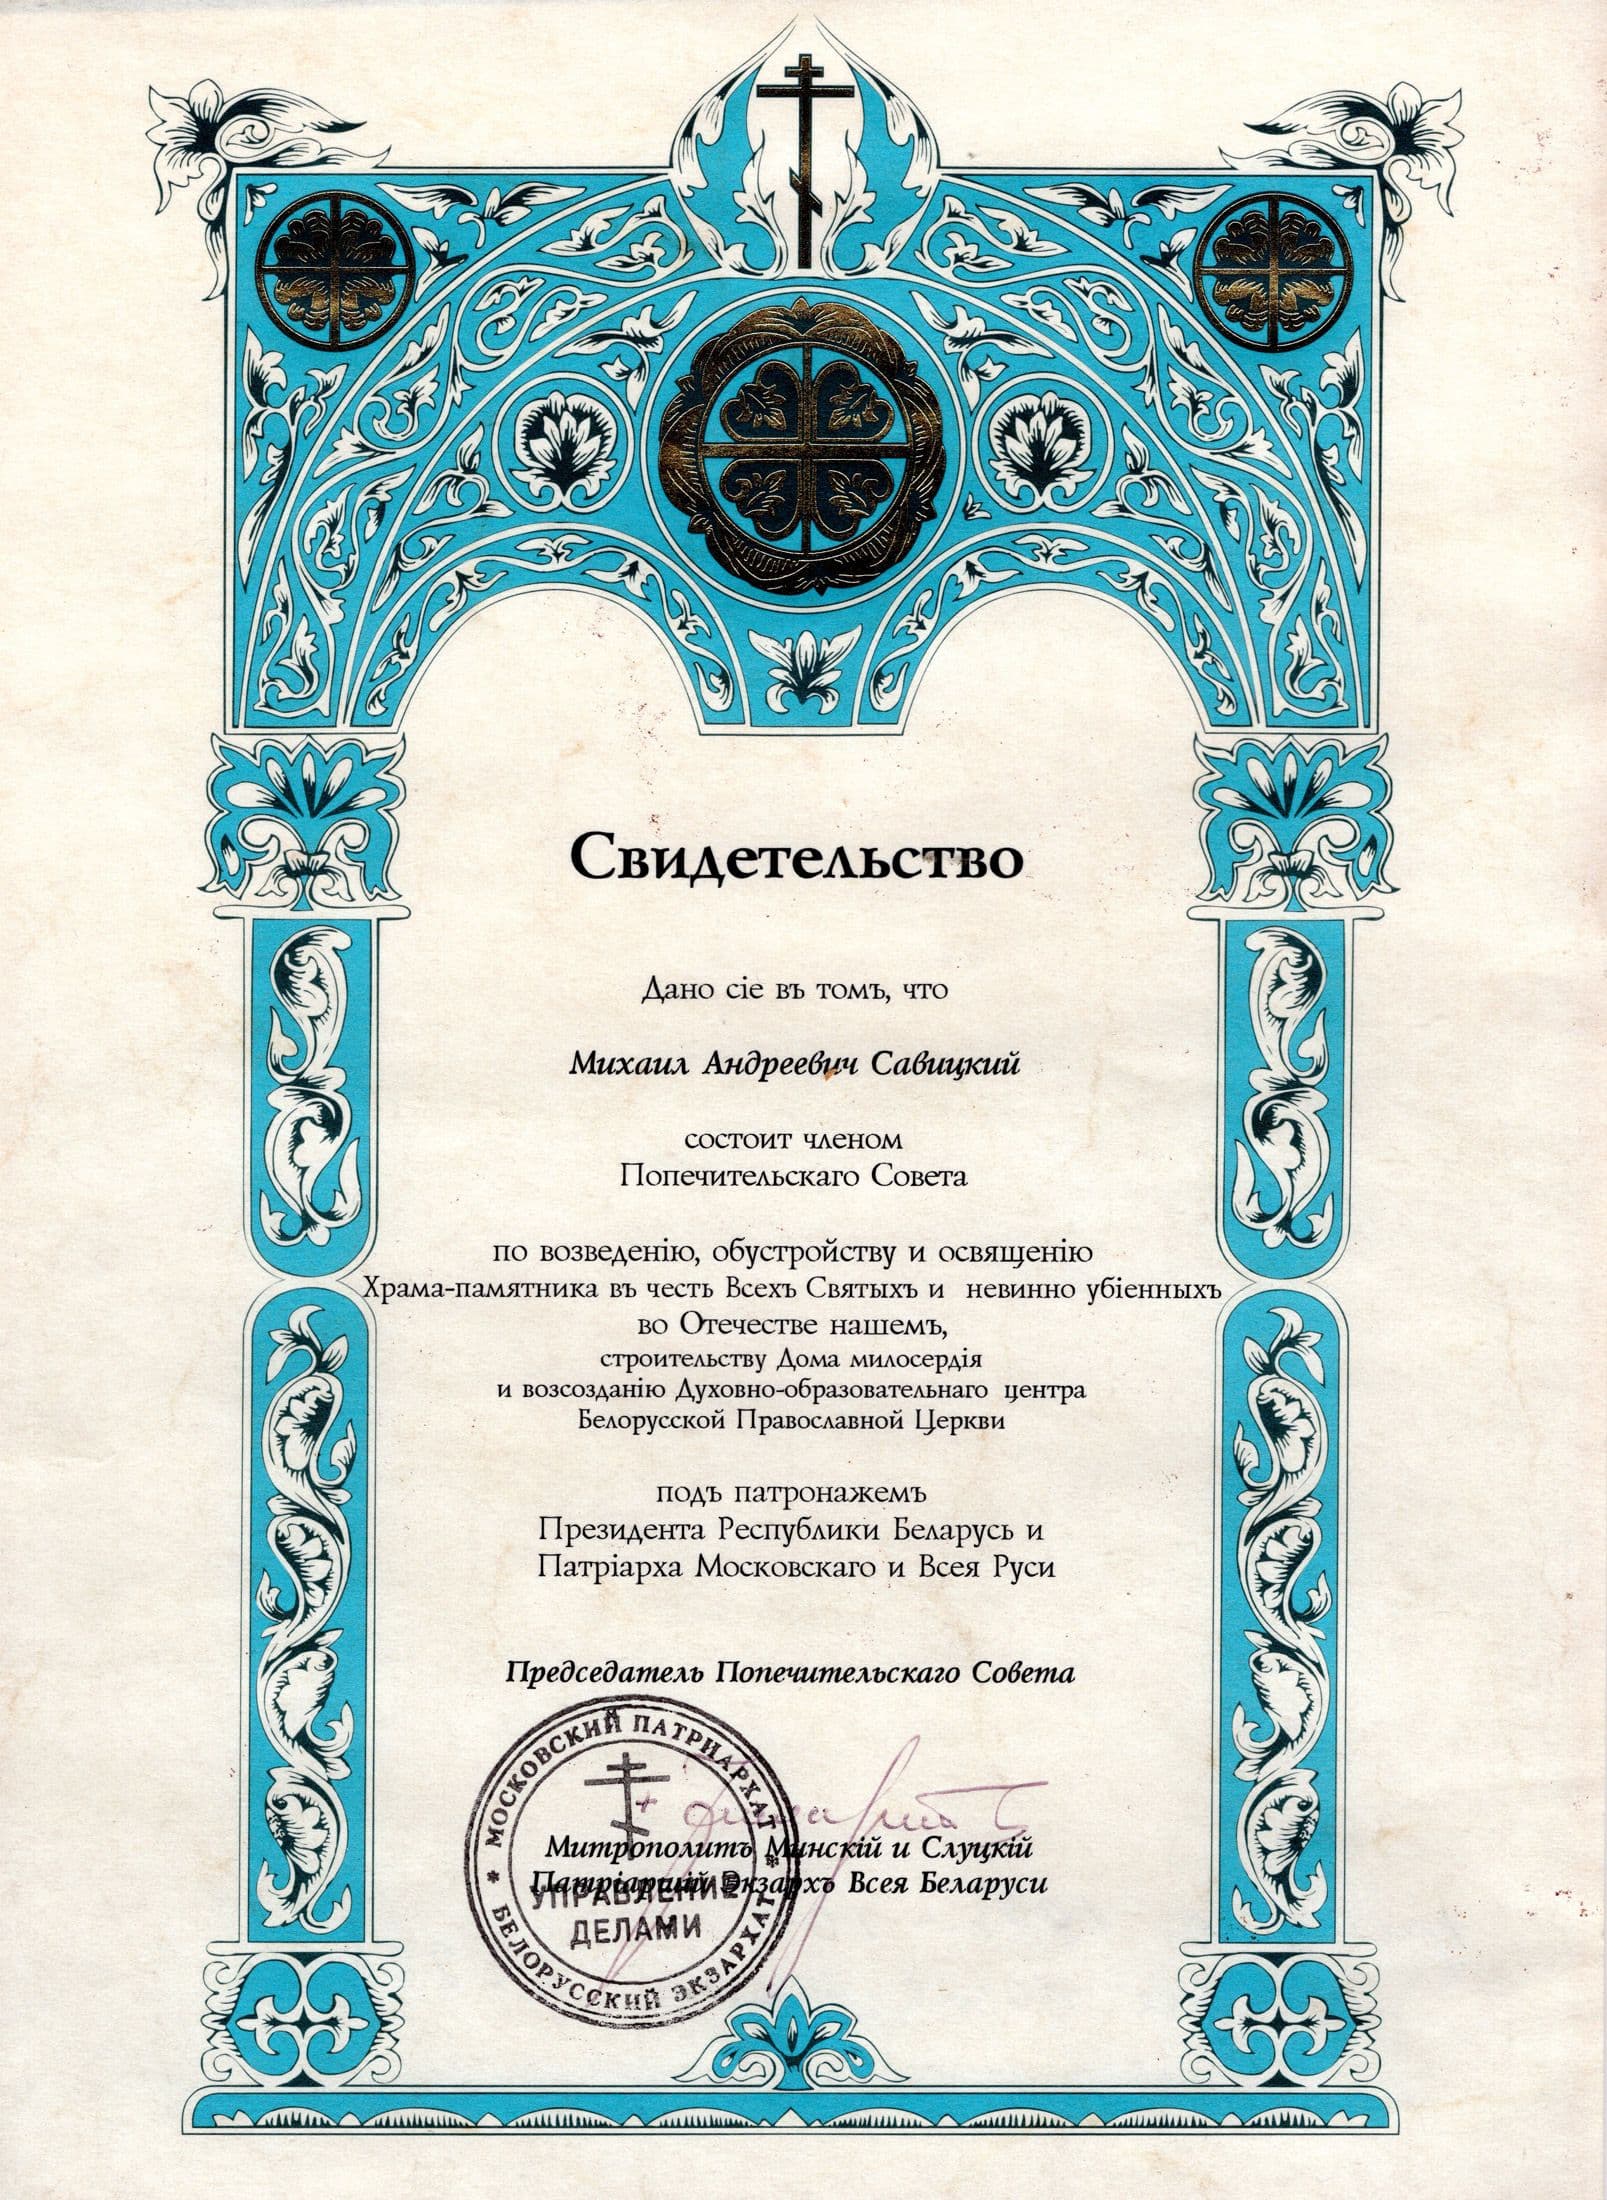 Свидетельство
Дано сіе въ томъ, что
Михаил Андреевич Савицкий
состоит членом
Попечительскаго Совета
по возведенію, обустройству и освященію
Храма-памятника въ честь Всехъ Святыхъ и невинно убіенныхъ
во Отечестве нашемъ,
строительству Дома милосердія
и возсозданію Духовно-образовательнаго центра
Белорусской Православной Церкви
подъ патронажемъ
Президента Республики Беларусь и
Патріарха Московскаго и Всея Руси
Председатель Попечительскаго Совета
Митрополитъ Минскій и Слуцкій
Патріаршій Экзархъ Всея Беларуси
МОСКОВСКИЙ ПАТРИАРХАТ
* БЕЛОРУССКИЙ ЭКЗАРХАТ *
УПРАВЛЕНИЕ
ДЕЛАМИ